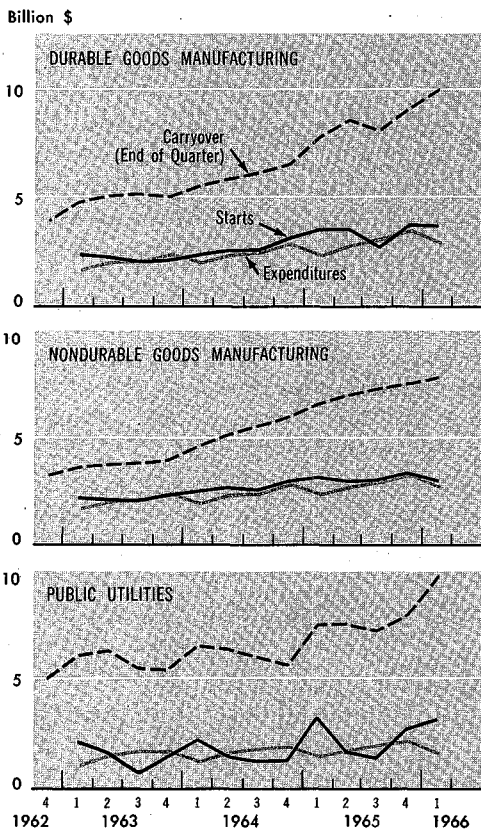 Billion $
DURABLE GOODS MANUFACTURING
10
Carryover
(End of Quarter)
5
Starts
Expenditures
0
10
NONDURABLE GOODS MANUFACTURING
5
0
10
PUBLIC UTILITIES
5
0
4 1 2 3 4 1 2 3 4 1 2 3 4 1
1962 1963 1964 1965 1966